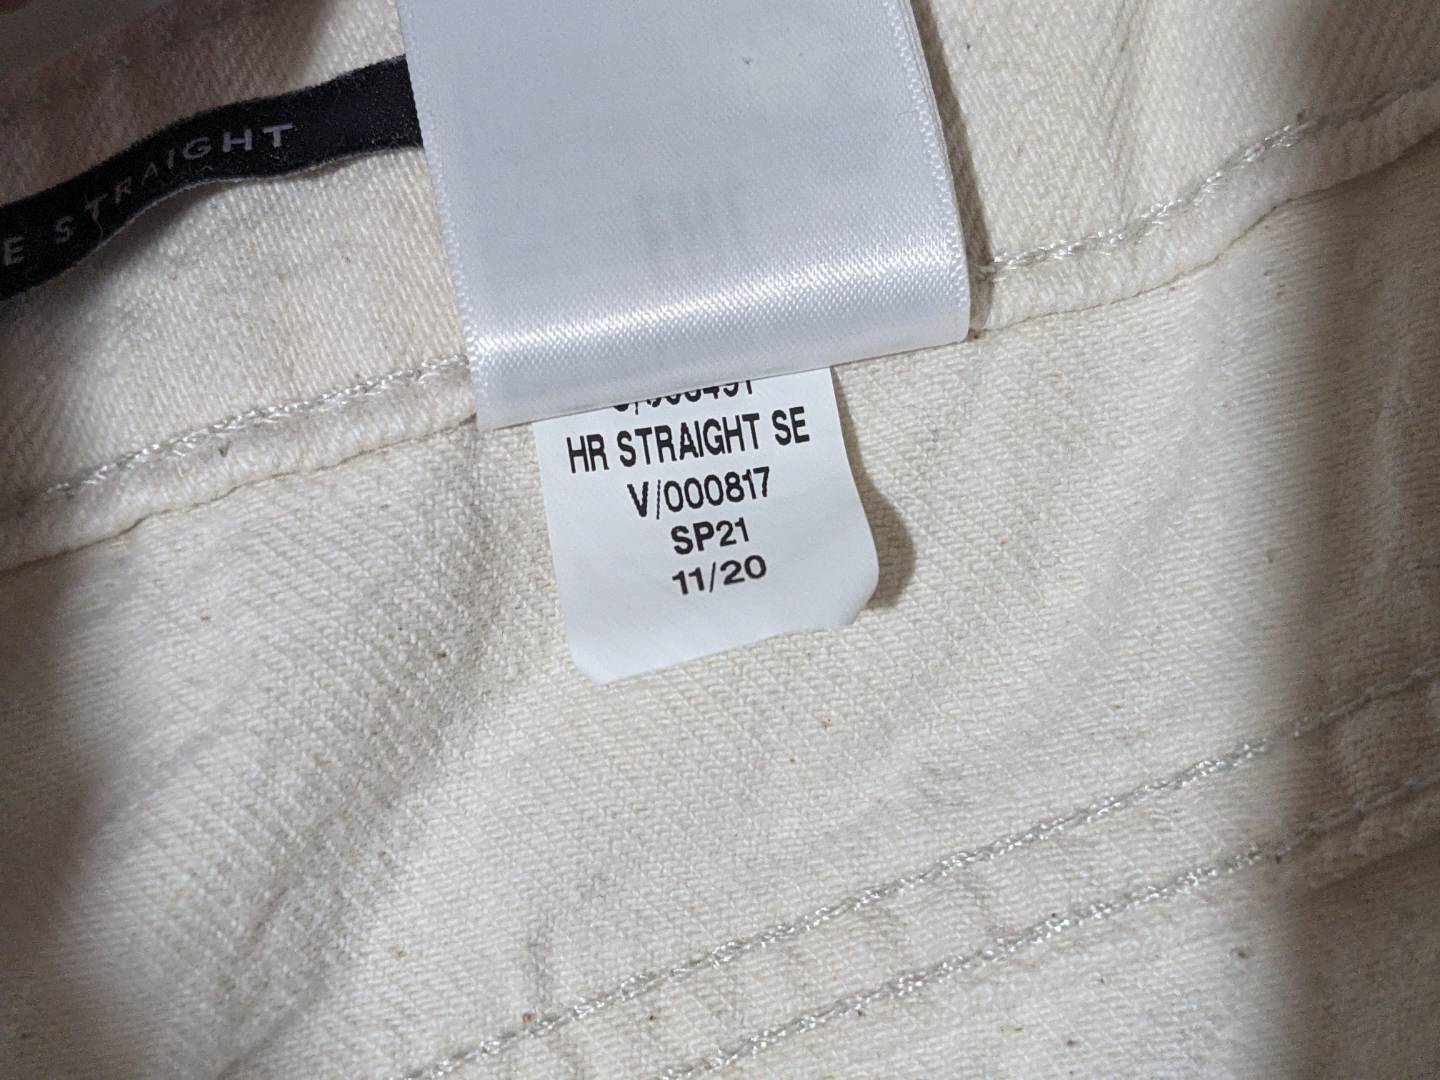 E STRAIGHT
HR STRAIGHT SE
V/000817
SP21
11/20